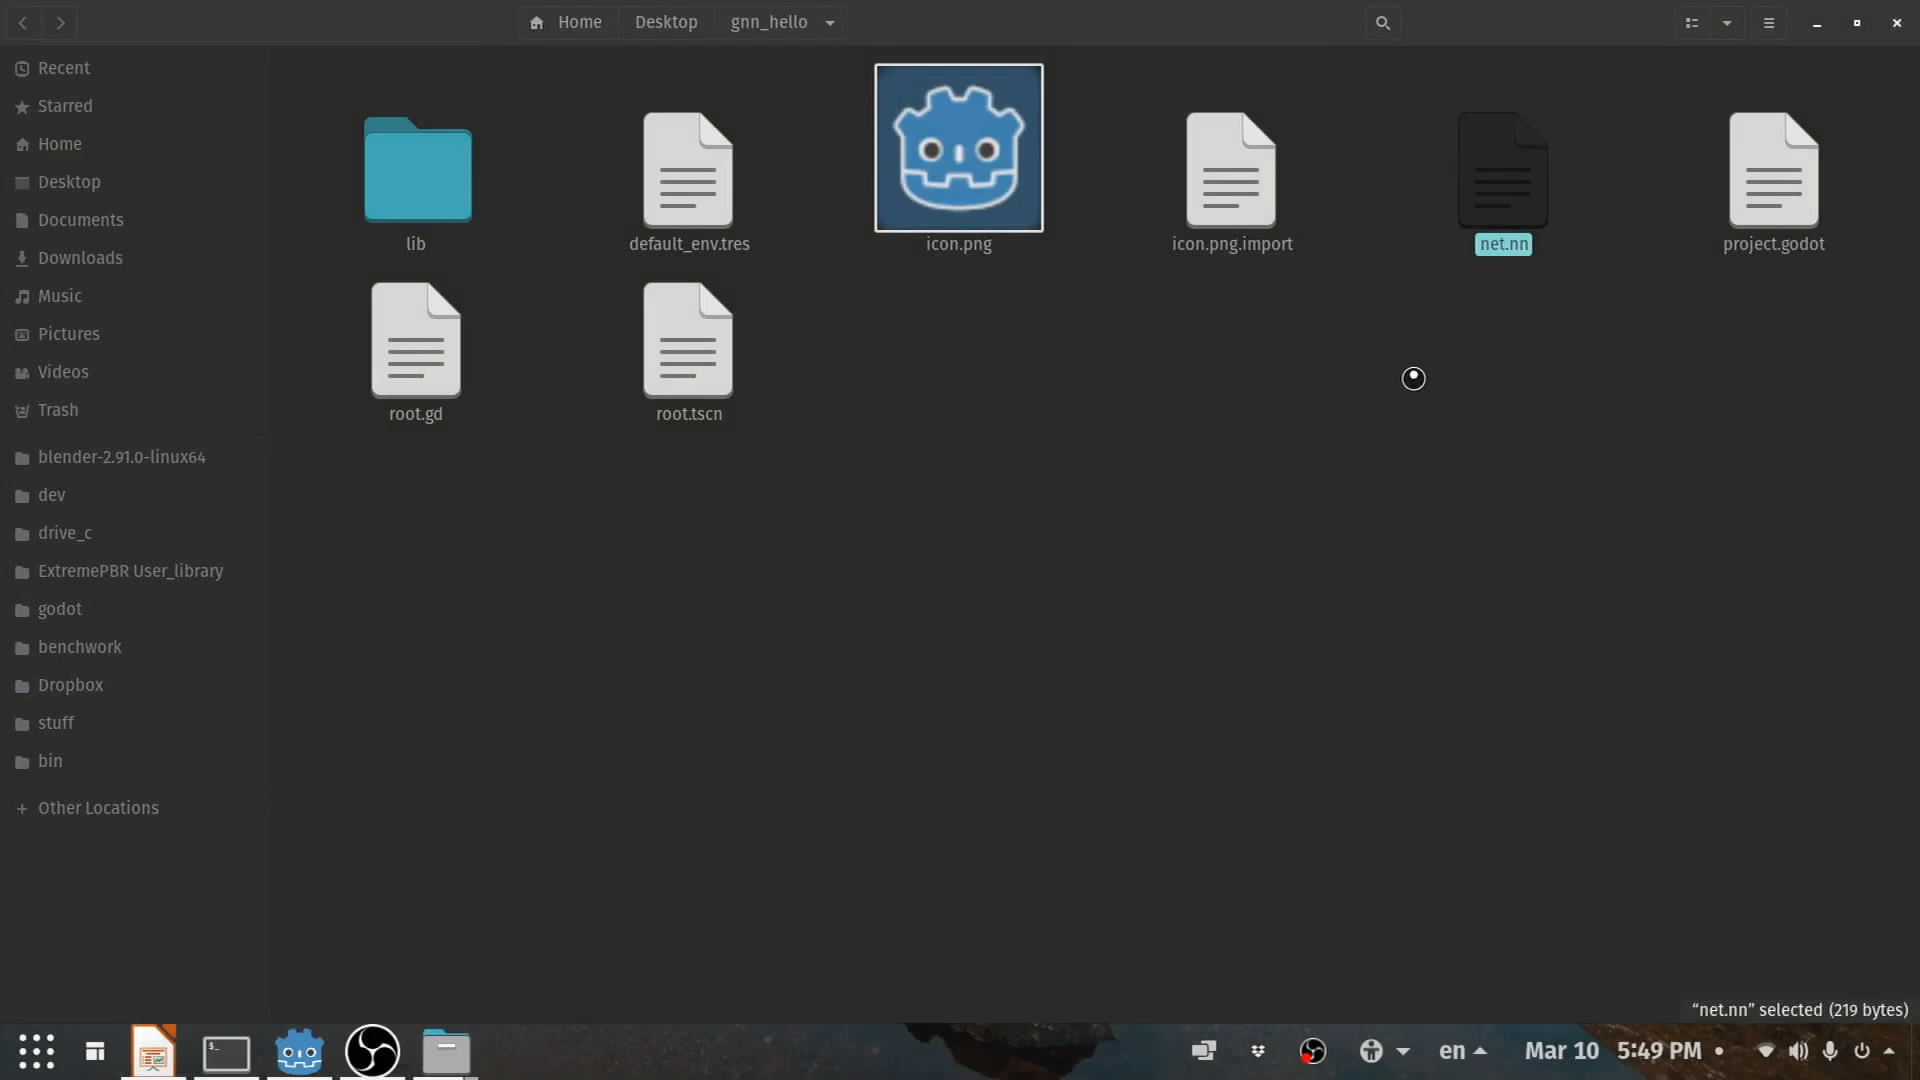 Home
Desktop
gnn_hello
Recent
Starred
Home
Desktop
Documents
Downloads
Music
Pictures
Videos
Trash
blender-2.91.0-linux64
dev
drive_c
ExtremePBR User_library
godot
benchwork
Dropbox
stuff
bin
Other Locations
lib
default_env.tres
icon.png
icon.png.import
net.nn
project.godot
root.gd
root.tscn
“net.nn” selected (219 bytes)
$_
en
Mar 10 5:49 PM